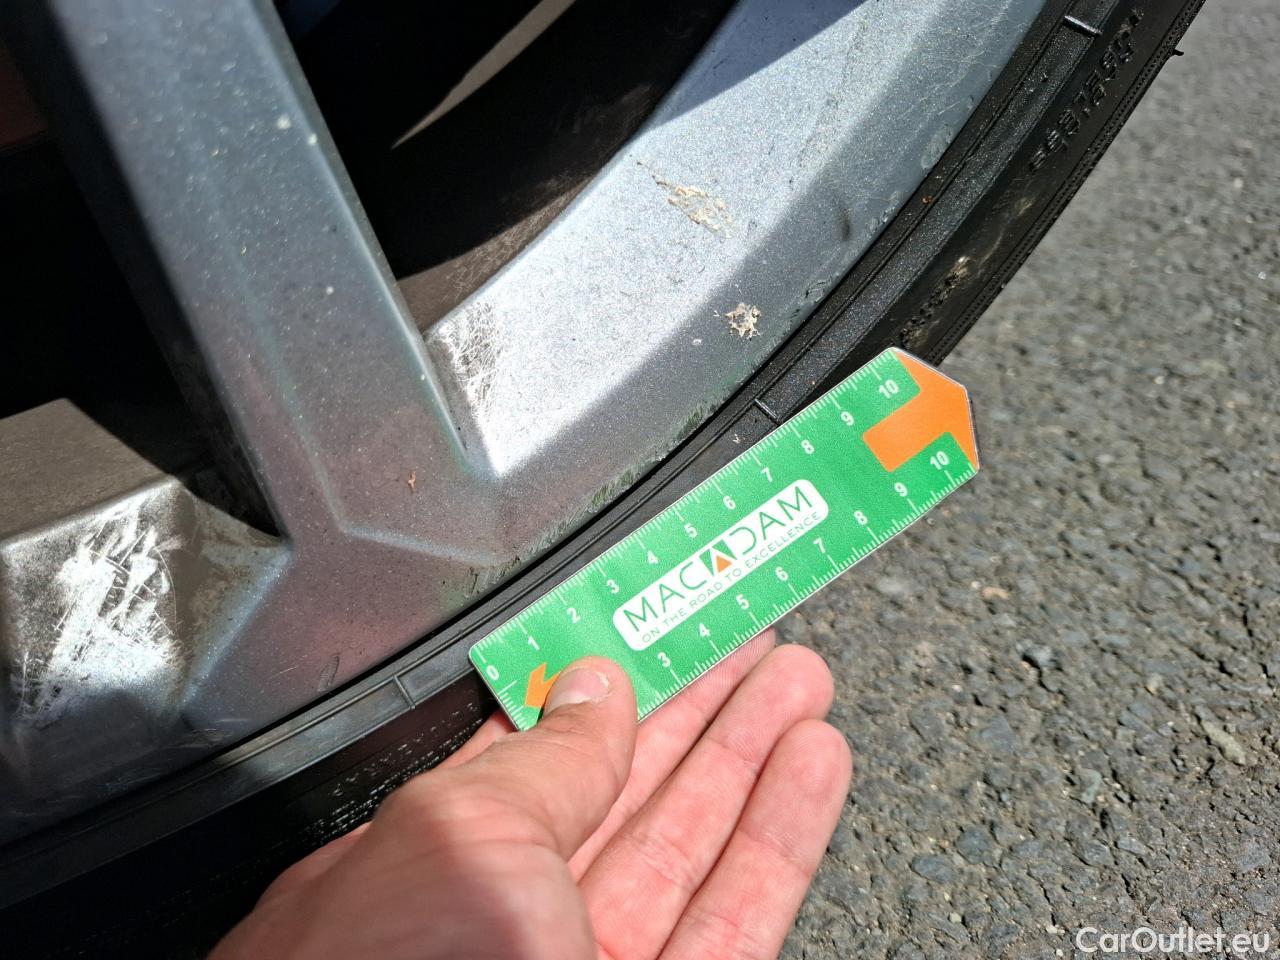 0 1 2 3 4 5 6 7 8 9 10
MACADAM
ON THE ROAD TO EXCELLENCE
3 4 5 6 7 8 9 10
CarOutlet.eu